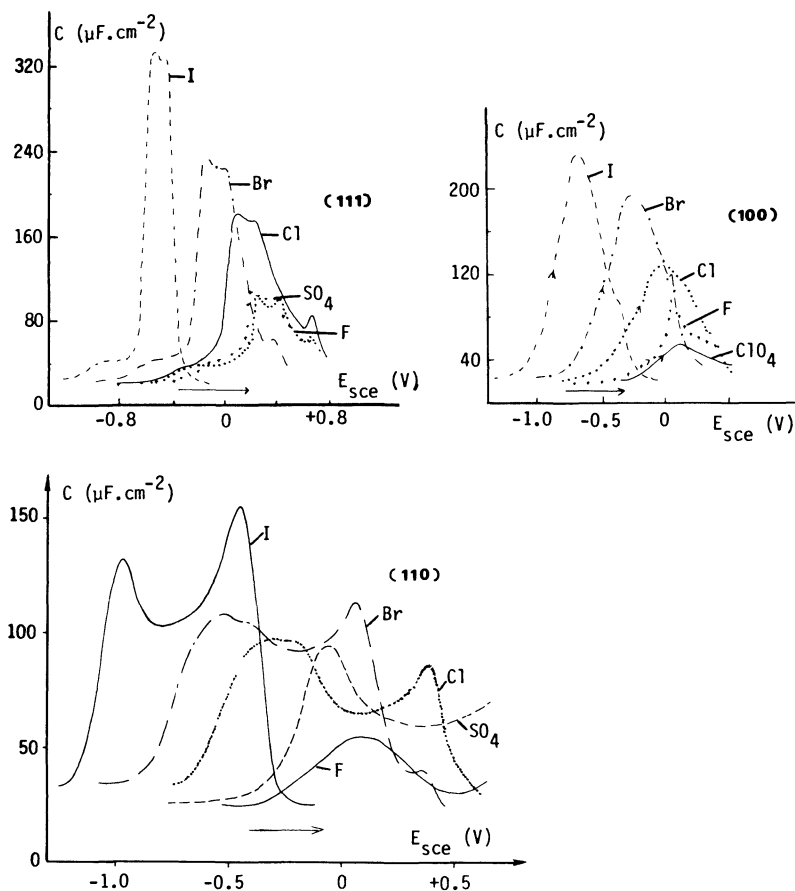 C (μF.cm⁻²)
320
240
160
80
0
I
Br
(111)
Cl
SO₄
F
E_sce (V)
-0.8
0
+0.8
C (μF.cm⁻²)
200
120
40
I
Br
(100)
Cl
F
ClO₄
-1.0
-0.5
0
E_sce (V)
C (μF.cm⁻²)
150
100
50
0
I
(110)
Br
Cl
SO₄
F
E_sce (V)
-1.0
-0.5
0
+0.5